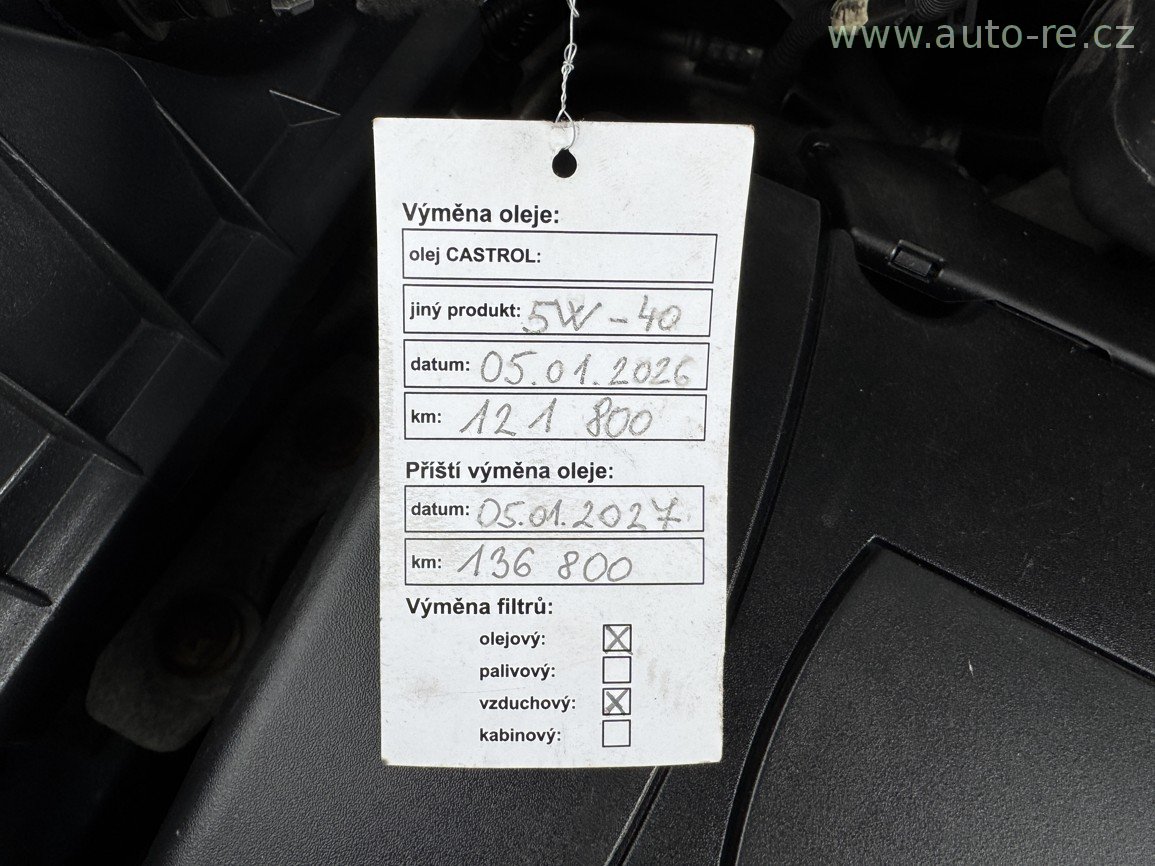 www.auto-re.cz
Výměna oleje:
olej CASTROL:
jiný produkt: 5W-40
datum: 05.01.2026
km: 121 800
Příští výměna oleje:
datum: 05.01.2027
km: 136 800
Výměna filtrů:
olejový: X
palivový:
vzduchový: X
kabinový: